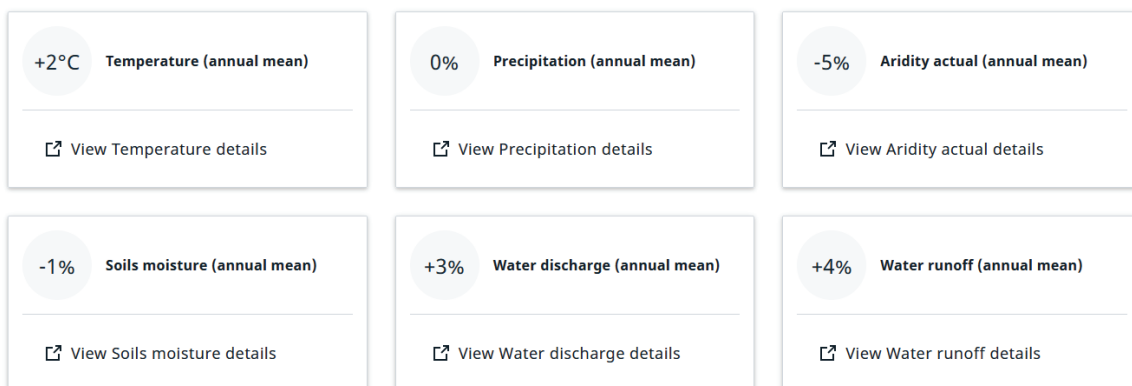 +2°C Temperature (annual mean)
View Temperature details
0% Precipitation (annual mean)
View Precipitation details
-5% Aridity actual (annual mean)
View Aridity actual details
-1% Soils moisture (annual mean)
View Soils moisture details
+3% Water discharge (annual mean)
View Water discharge details
+4% Water runoff (annual mean)
View Water runoff details